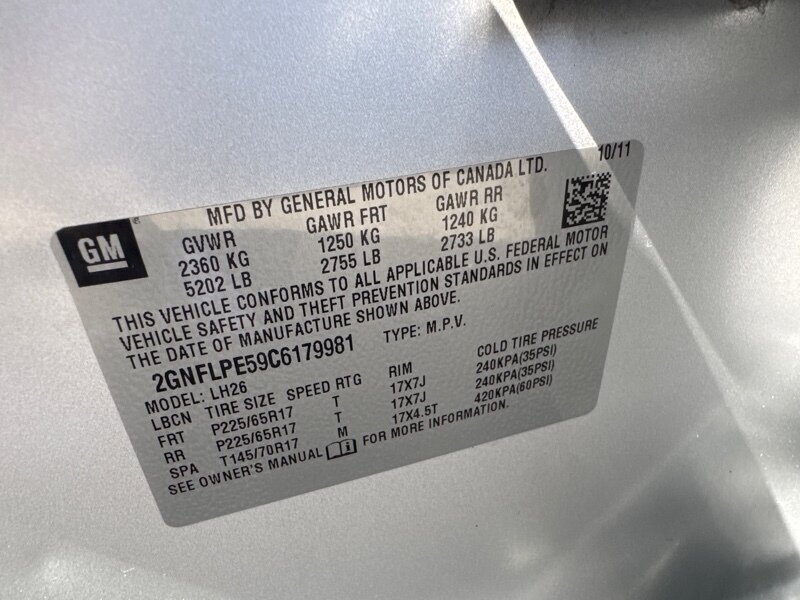 10/11
GM
MFD BY GENERAL MOTORS OF CANADA LTD.
GVWR GAWR FRT GAWR RR
2360 KG 1250 KG 1240 KG
5202 LB 2755 LB 2733 LB
THIS VEHICLE CONFORMS TO ALL APPLICABLE U.S. FEDERAL MOTOR
VEHICLE SAFETY AND THEFT PREVENTION STANDARDS IN EFFECT ON
THE DATE OF MANUFACTURE SHOWN ABOVE.
2GNFLPE59C6179981 TYPE: M.P.V.
MODEL: LH26
LBCN TIRE SIZE SPEED RTG RIM COLD TIRE PRESSURE
FRT P225/65R17 T 17X7J 240KPA(35PSI)
RR P225/65R17 T 17X7J 240KPA(35PSI)
SPA T145/70R17 M 17X4.5T 420KPA(60PSI)
SEE OWNER'S MANUAL FOR MORE INFORMATION.